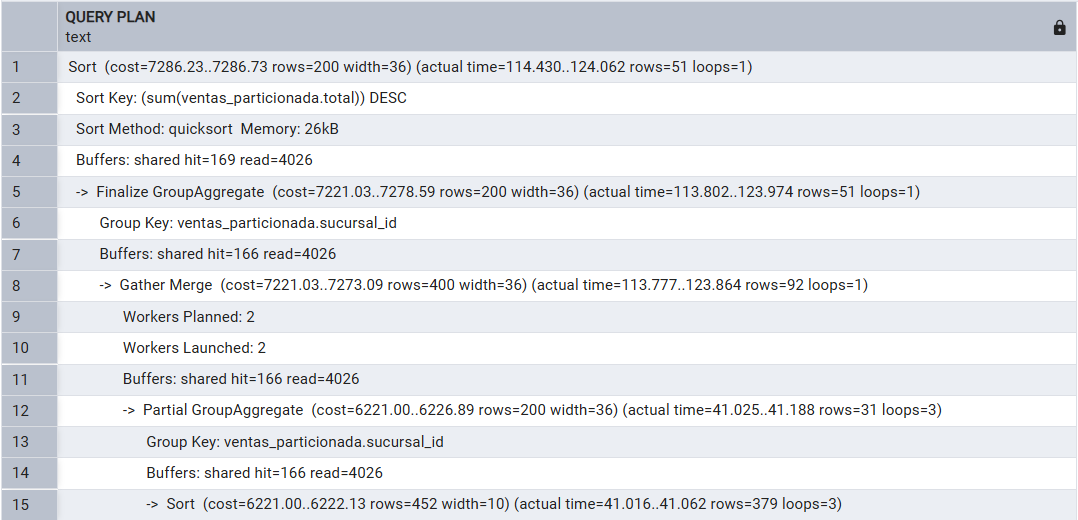 QUERY PLAN
text
1 Sort (cost=7286.23..7286.73 rows=200 width=36) (actual time=114.430..124.062 rows=51 loops=1)
2 Sort Key: (sum(ventas_particionada.total)) DESC
3 Sort Method: quicksort Memory: 26kB
4 Buffers: shared hit=169 read=4026
5 -> Finalize GroupAggregate (cost=7221.03..7278.59 rows=200 width=36) (actual time=113.802..123.974 rows=51 loops=1)
6 Group Key: ventas_particionada.sucursal_id
7 Buffers: shared hit=166 read=4026
8 -> Gather Merge (cost=7221.03..7273.09 rows=400 width=36) (actual time=113.777..123.864 rows=92 loops=1)
9 Workers Planned: 2
10 Workers Launched: 2
11 Buffers: shared hit=166 read=4026
12 -> Partial GroupAggregate (cost=6221.00..6226.89 rows=200 width=36) (actual time=41.025..41.188 rows=31 loops=3)
13 Group Key: ventas_particionada.sucursal_id
14 Buffers: shared hit=166 read=4026
15 -> Sort (cost=6221.00..6222.13 rows=452 width=10) (actual time=41.016..41.062 rows=379 loops=3)